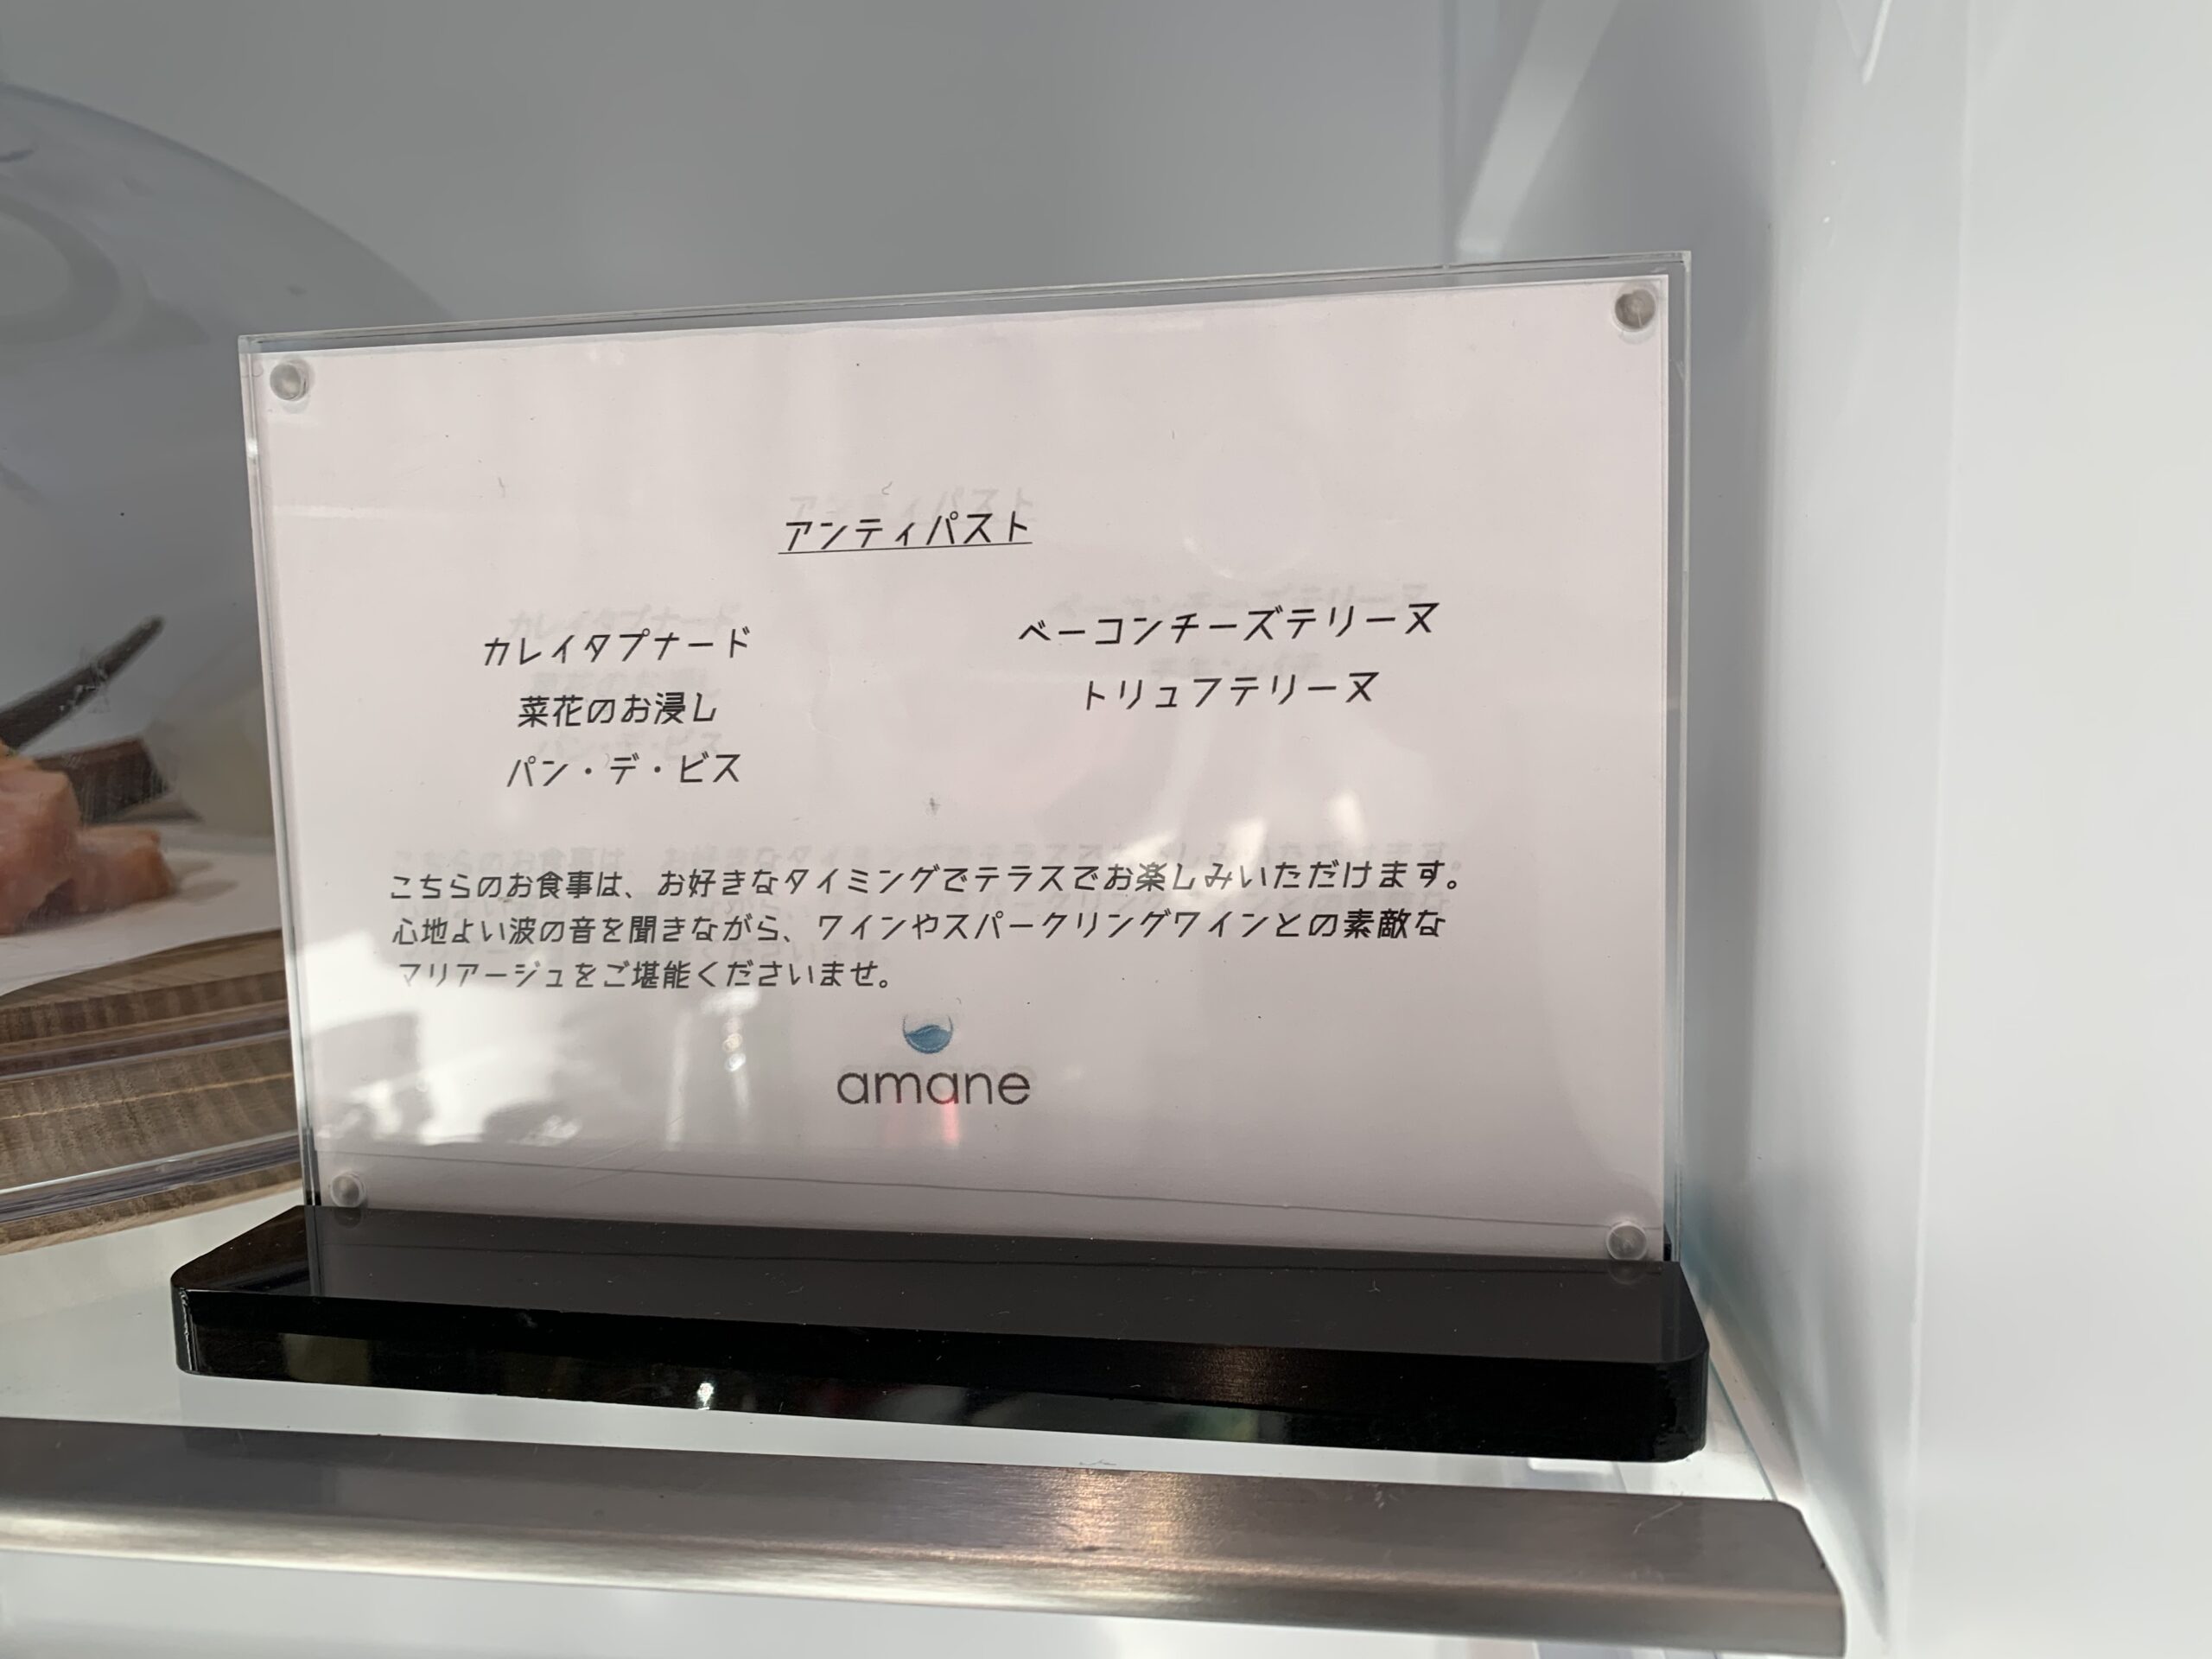 アンティパスト
カレイタプナード
菜花のお浸し
パン・デ・ビス
ベーコンチーズテリーヌ
トリュフテリーヌ
こちらのお食事は、お好きなタイミングでテラスでお楽しみいただけます。
心地よい波の音を聞きながら、ワインやスパークリングワインとの素敵な
マリアージュをご堪能くださいませ。
amane